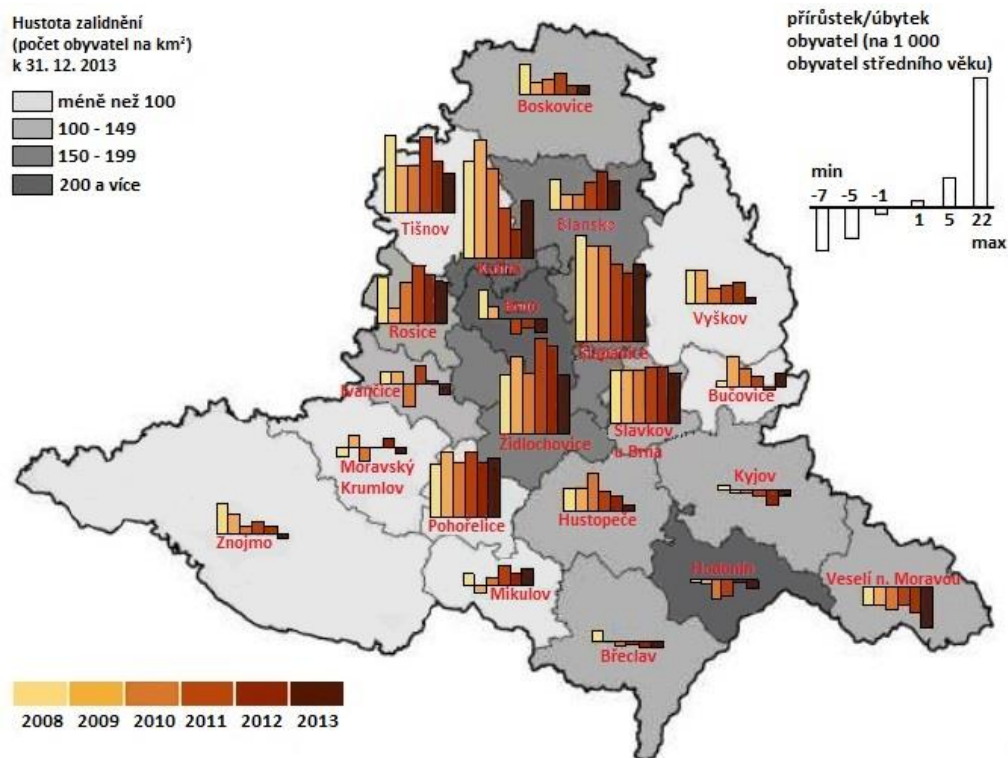 Hustota zalidnění
(počet obyvatel na km²)
k 31. 12. 2013
méně než 100
100 - 149
150 - 199
200 a více
přírůstek/úbytek
obyvatel (na 1 000
obyvatel středního věku)
min
-7 -5 -1
1 5 22
max
Boskovice
Tišnov
Blansko
Kuřim
Brno
Rosice
Vyškov
Šlapanice
Ivančice
Bučovice
Židlochovice
Slavkov
u Brna
Moravský
Krumlov
Kyjov
Pohořelice
Hustopeče
Znojmo
Hodonín
Veselí n. Moravou
Mikulov
Břeclav
2008 2009 2010 2011 2012 2013